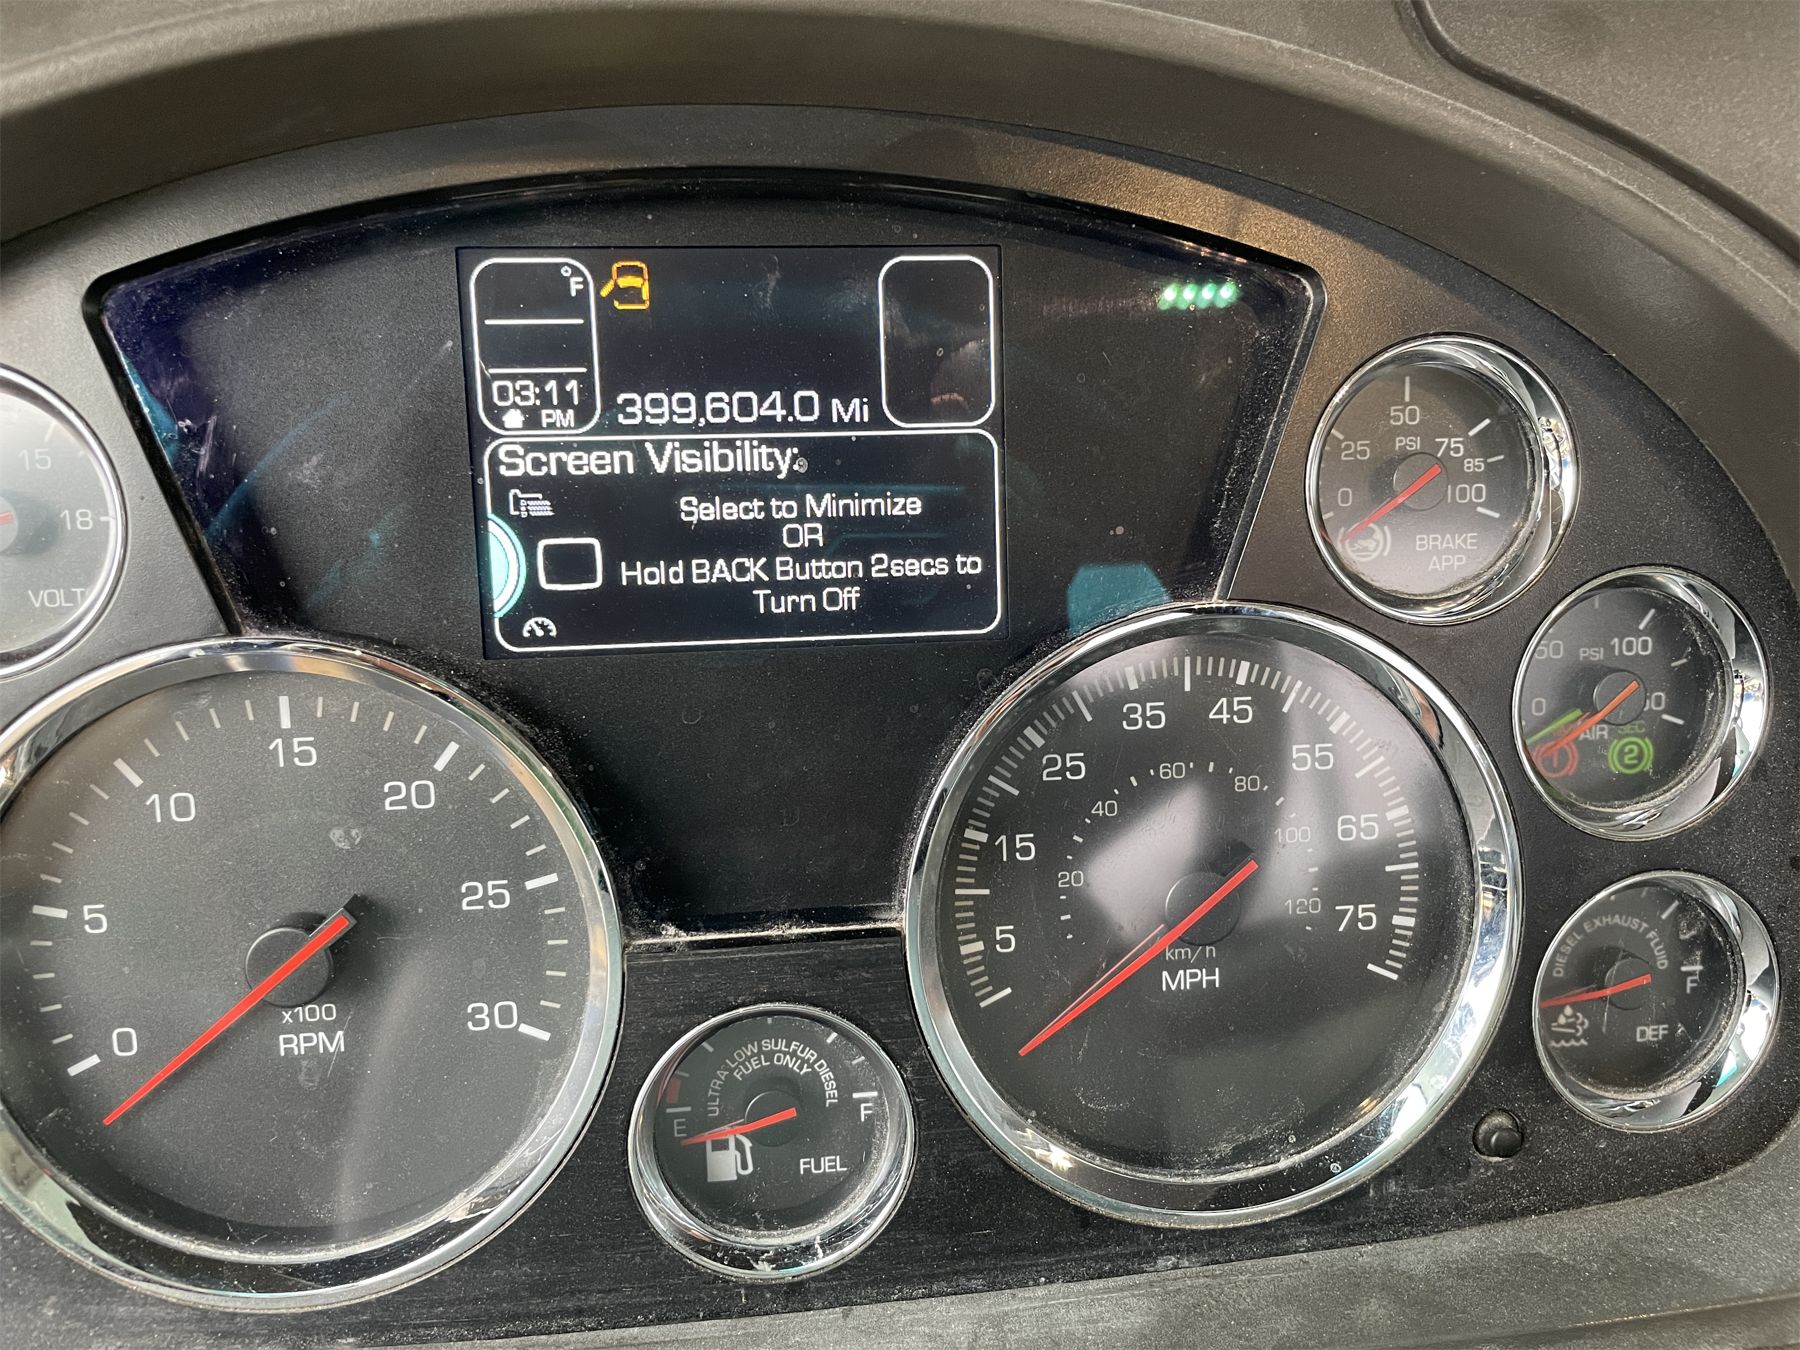 °F
03:11
PM
399,604.0 Mi
Screen Visibility:
Select to Minimize
OR
Hold BACK Button 2secs to
Turn Off
15
18
VOLTS
0
5
10
15
20
25
30
x100
RPM
ULTRA LOW SULFUR DIESEL
FUEL ONLY
E
F
FUEL
5
15
25
35
45
55
65
75
20
40
60
80
100
120
km/h
MPH
0
25
50
75
85
100
PSI
BRAKE
APP
0
50
PSI
100
AIR
SEC
1
2
DIESEL EXHAUST FLUID
F
DEF